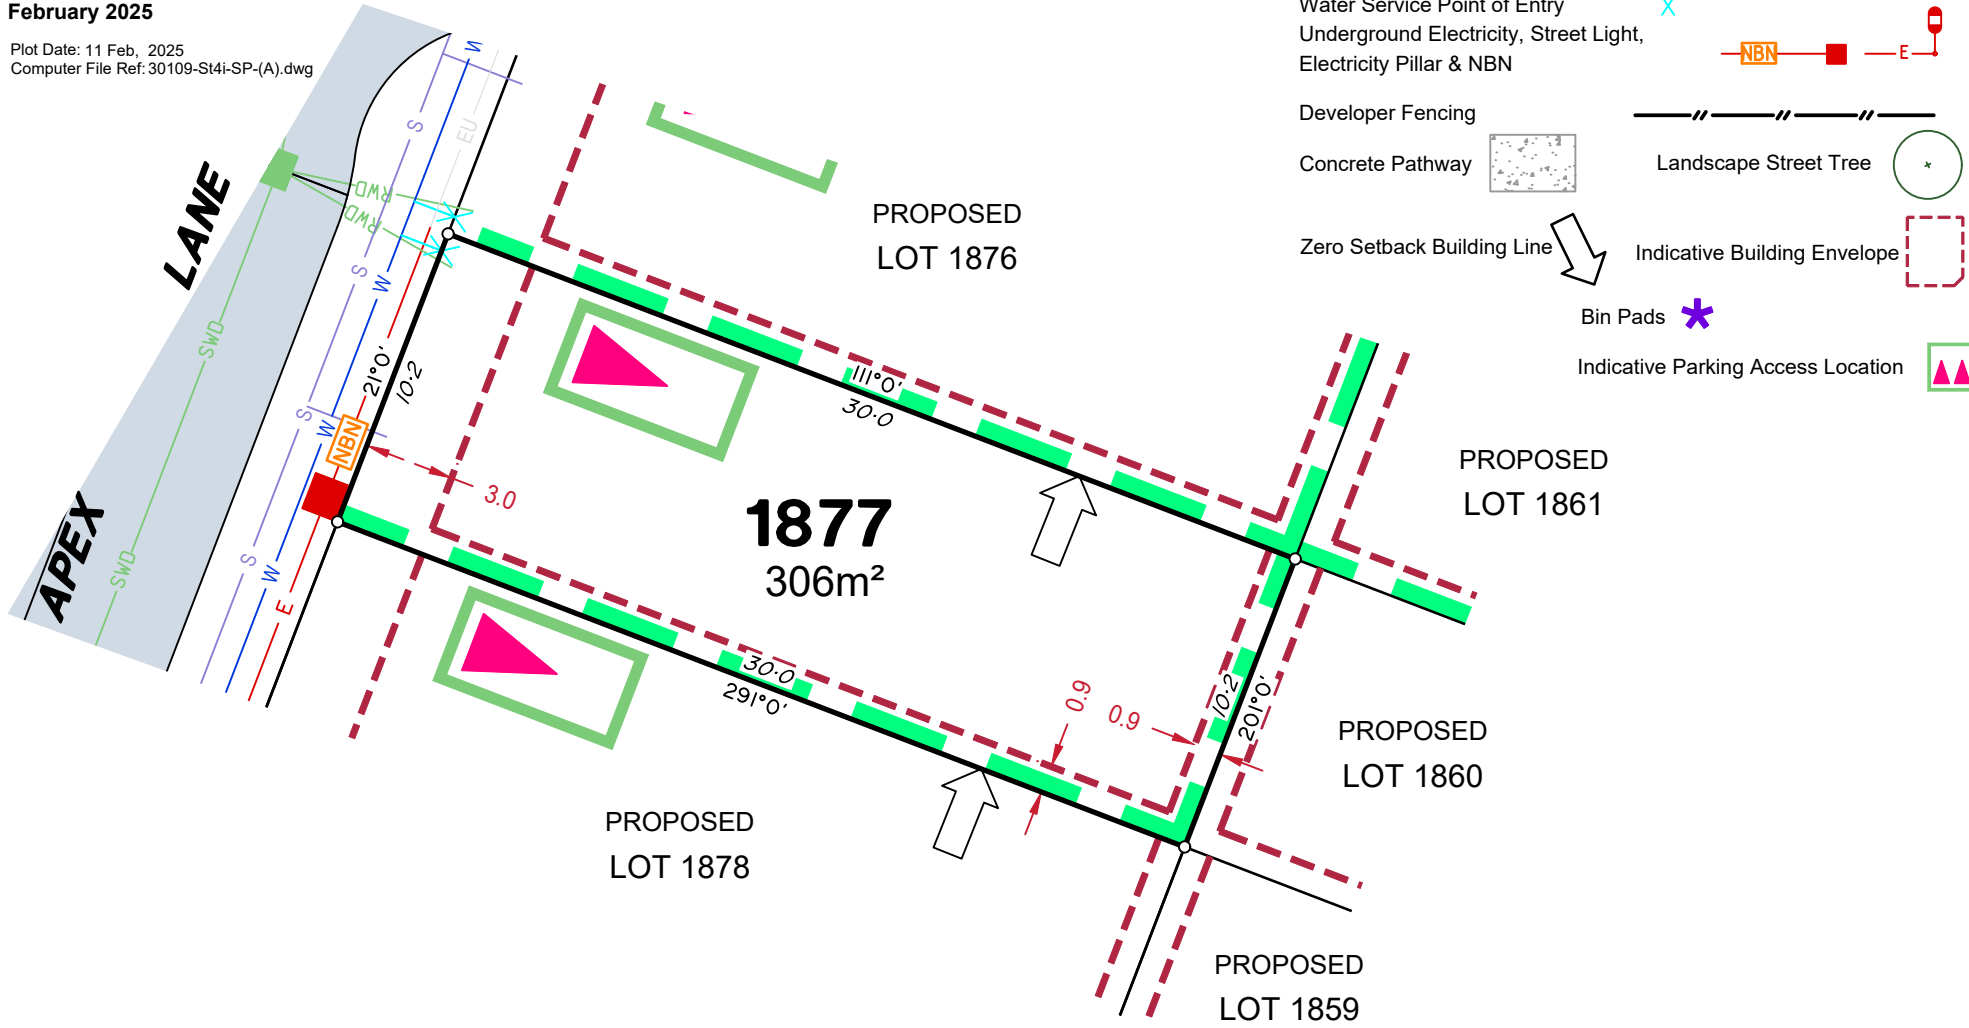 February 2025
Plot Date: 11 Feb, 2025
Computer File Ref: 30109-St4i-SP-(A).dwg
Water Service Point of Entry
Underground Electricity, Street Light,
Electricity Pillar & NBN
NBN
E
Developer Fencing
Concrete Pathway
Landscape Street Tree
Zero Setback Building Line
Indicative Building Envelope
Bin Pads
Indicative Parking Access Location
APEX LANE
W
S
EU
RWD
RWD
S
W
SWD
21°0'
10·2
S
W
NBN
S
W
E
SWD
3.0
PROPOSED
LOT 1876
111°0'
30·0
1877
306m²
PROPOSED
LOT 1861
30·0
291°0'
0.9
0.9
10·2
201°0'
PROPOSED
LOT 1860
PROPOSED
LOT 1878
PROPOSED
LOT 1859